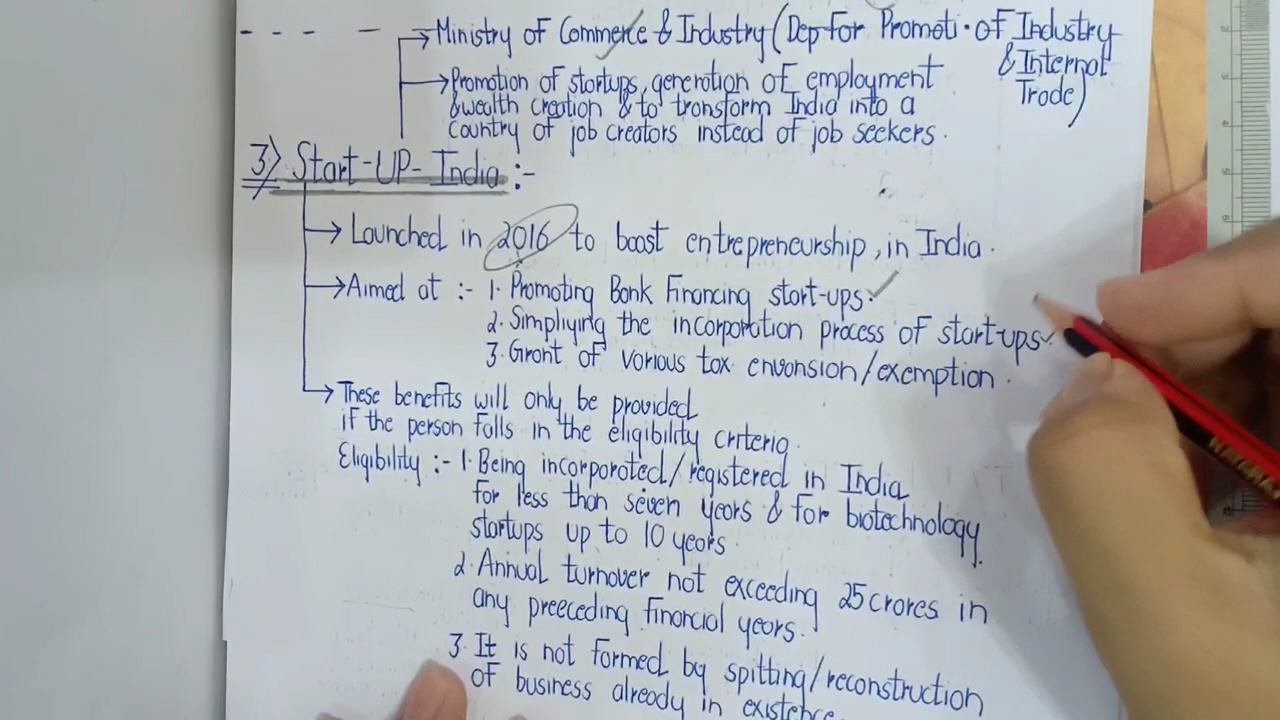 Ministry of Commerce & Industry (Dep for Promoti. of Industry
& Internal
Trade)
Promotion of startups, generation of employment
& wealth creation & to transform India into a
country of job creators instead of job seekers.
3) Start-UP-India :-
Launched in 2016 to boost entrepreneurship, in India.
Aimed at :- 1. Promoting Bank Financing start-ups.
2. Simpliying the incorporation process of start-ups
3. Grant of various tax envansion/exemption.
These benefits will only be provided
if the person falls in the eligibility criteria.
Eligibility :- 1. Being incorporated/registered in India
for less than seven years & for biotechnology
startups up to 10 years.
2. Annual turnover not exceeding 25 crores in
any preeceding financial years.
3. It is not formed by spitting/reconstruction
of business already in existence.